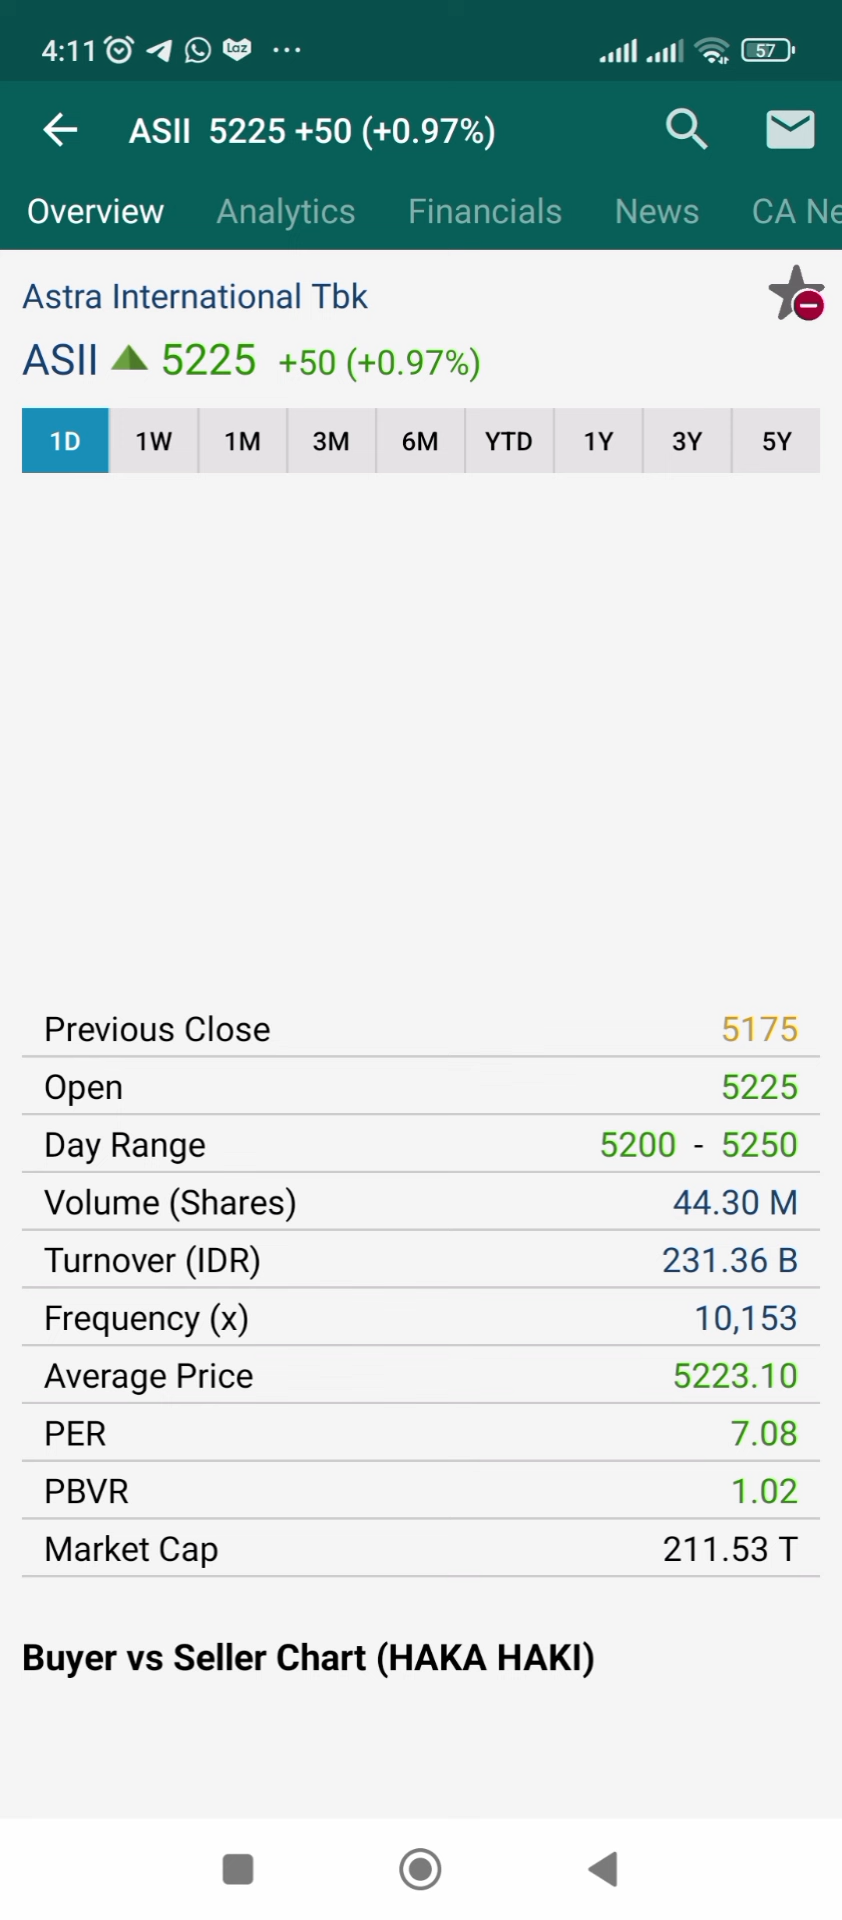 4:11 Laz ... 57
ASII 5225 +50 (+0.97%)
Overview Analytics Financials News CA Ne
Astra International Tbk
ASII 5225 +50 (+0.97%)
1D 1W 1M 3M 6M YTD 1Y 3Y 5Y
Previous Close 5175
Open 5225
Day Range 5200 - 5250
Volume (Shares) 44.30 M
Turnover (IDR) 231.36 B
Frequency (x) 10,153
Average Price 5223.10
PER 7.08
PBVR 1.02
Market Cap 211.53 T
Buyer vs Seller Chart (HAKA HAKI)